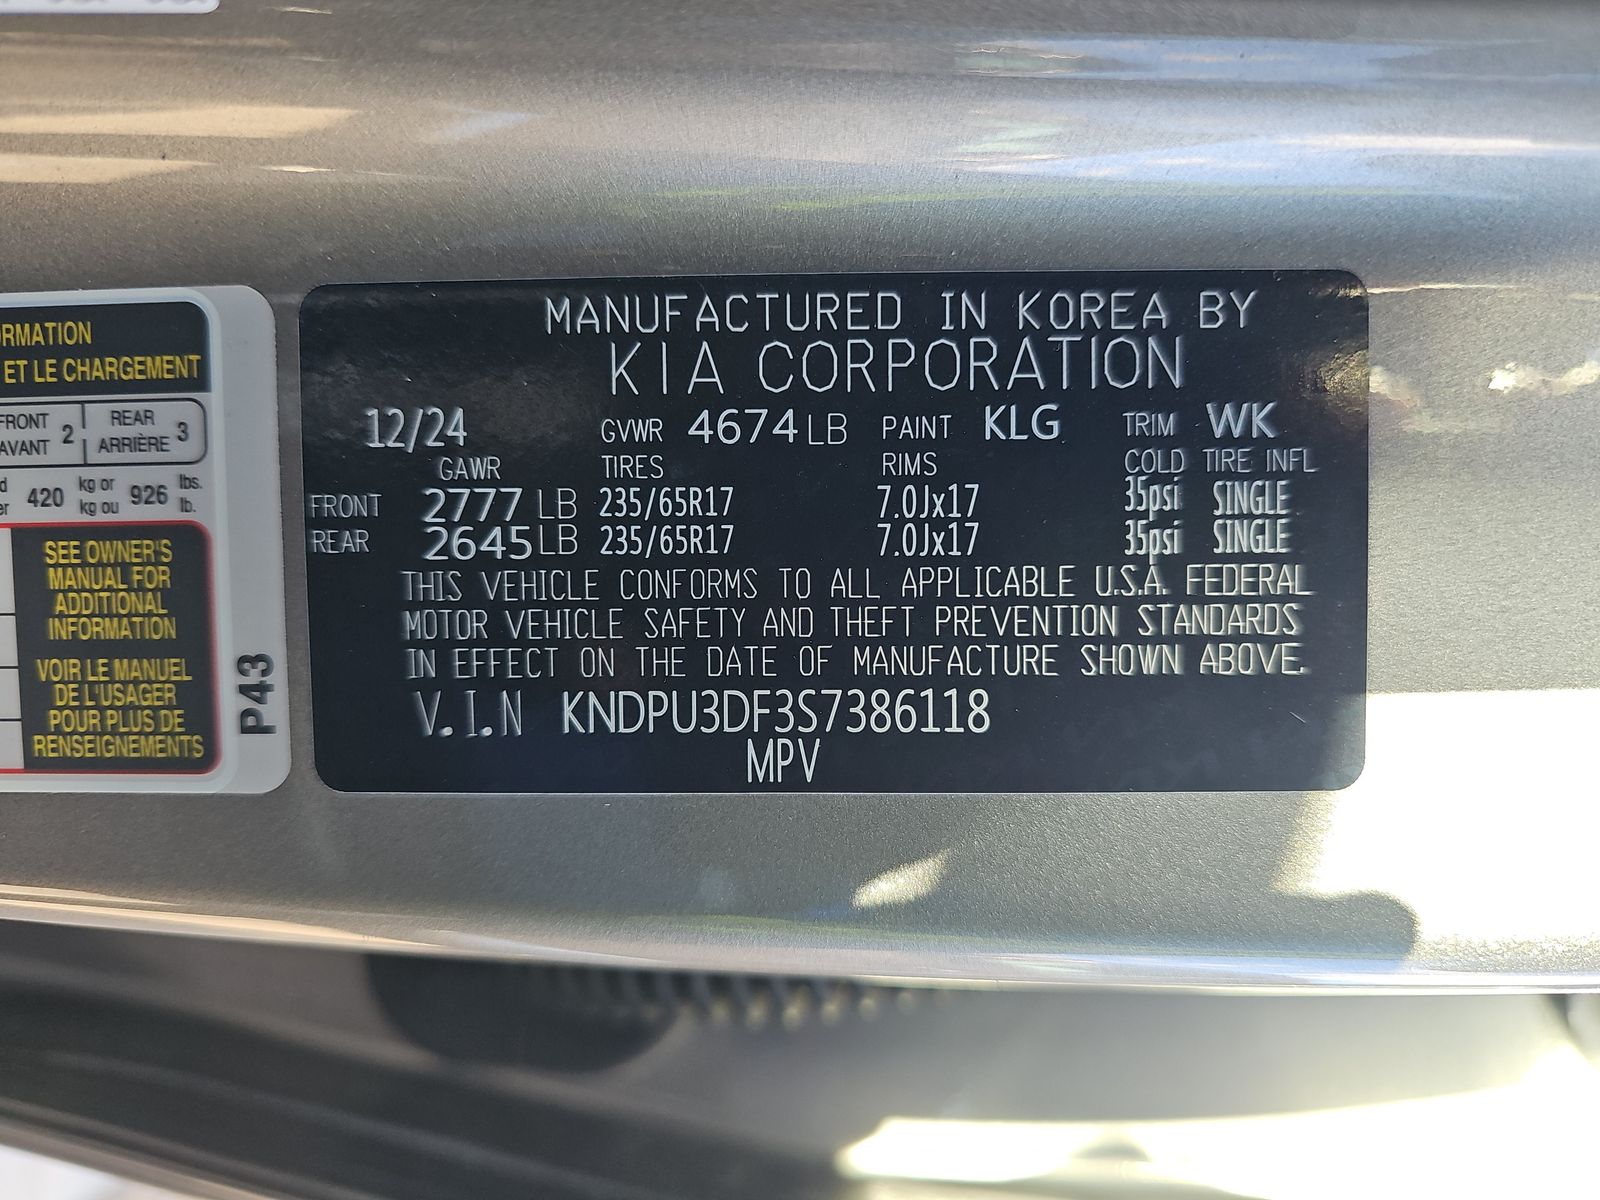 RMATION
ET LE CHARGEMENT
FRONT
AVANT 2
REAR
ARRIÈRE 3
420 kg or
kg ou 926 lbs.
lb.
SEE OWNER'S
MANUAL FOR
ADDITIONAL
INFORMATION
VOIR LE MANUEL
DE L'USAGER
POUR PLUS DE
RENSEIGNEMENTS
P43
MANUFACTURED IN KOREA BY
KIA CORPORATION
12/24 GVWR 4674 LB PAINT KLG TRIM WK
GAWR TIRES RIMS COLD TIRE INFL
FRONT 2777 LB 235/65R17 7.0Jx17 35psi SINGLE
REAR 2645 LB 235/65R17 7.0Jx17 35psi SINGLE
THIS VEHICLE CONFORMS TO ALL APPLICABLE U.S.A. FEDERAL
MOTOR VEHICLE SAFETY AND THEFT PREVENTION STANDARDS
IN EFFECT ON THE DATE OF MANUFACTURE SHOWN ABOVE.
V.I.N KNDPU3DF3S7386118
MPV